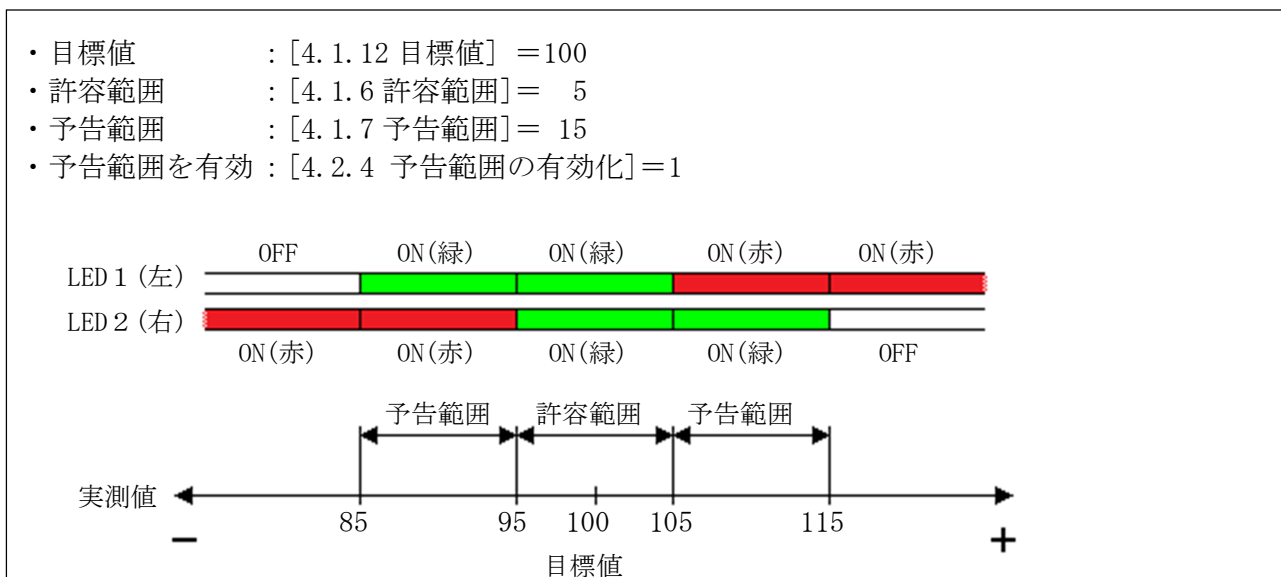 ・目標値　　　　：[4.1.12 目標値] ＝100
・許容範囲　　　：[4.1.6 許容範囲]＝　5
・予告範囲　　　：[4.1.7 予告範囲]＝ 15
・予告範囲を有効：[4.2.4 予告範囲の有効化]＝1
OFF ON(緑) ON(緑) ON(赤) ON(赤)
LED１(左)
LED２(右)
ON(赤) ON(赤) ON(緑) ON(緑) OFF
予告範囲 許容範囲 予告範囲
実測値
85 95 100 105 115
− +
目標値